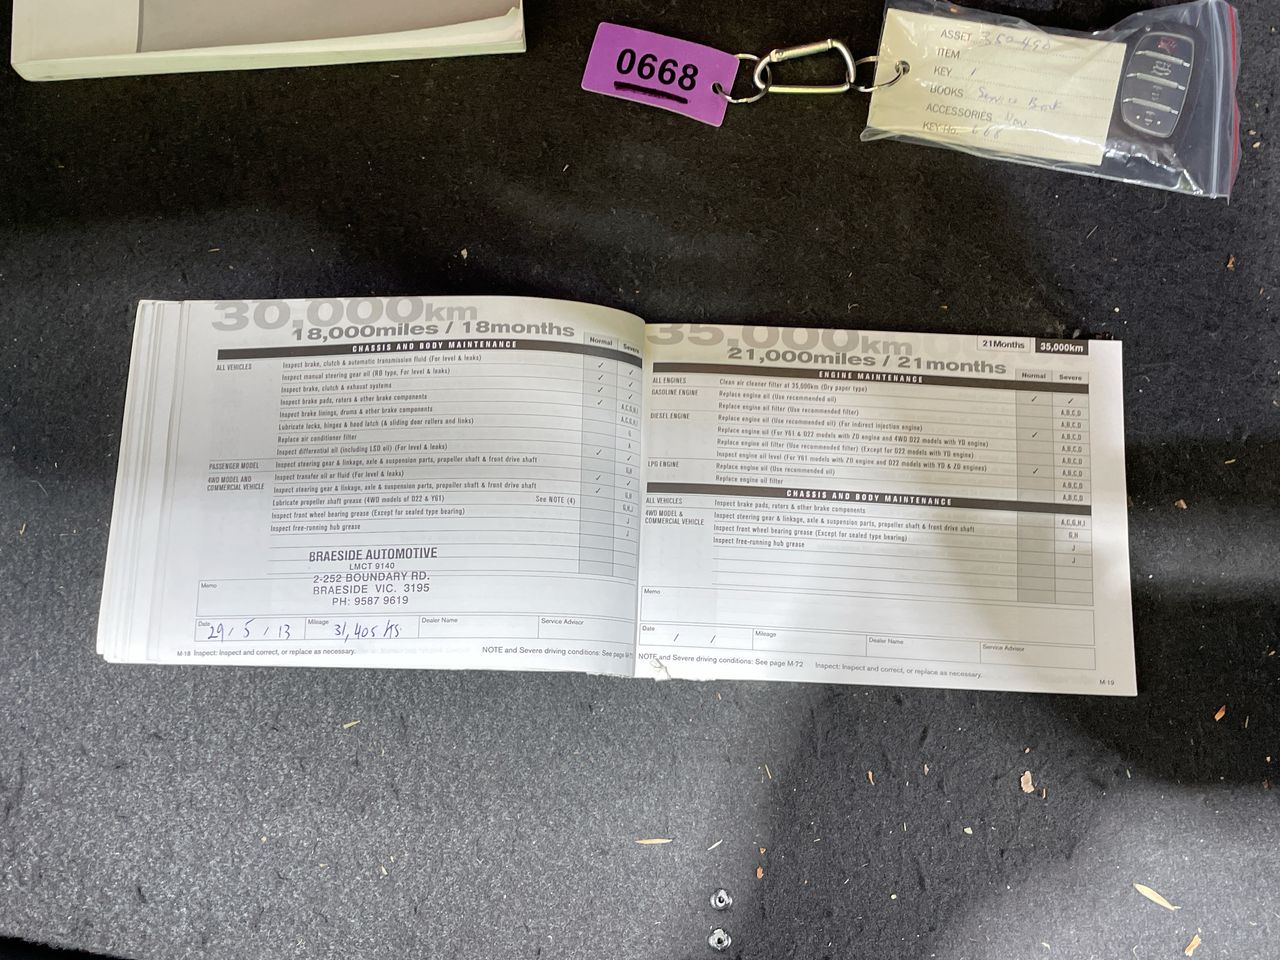 0668
ASSET 350490
ITEM
KEY 1
BOOKS Service Book
ACCESSORIES
KEY No. 668
30,000km
18,000miles / 18months
CHASSIS AND BODY MAINTENANCE Normal Severe
ALL VEHICLES Inspect brake, clutch & automatic transmission fluid (For level & leaks) ✓ ✓
Inspect manual steering gear oil (RB type, For level & leaks) ✓ ✓
Inspect brake, clutch & exhaust systems ✓ ✓
Inspect brake pads, rotors & other brake components ✓
Inspect brake linings, drums & other brake components
Lubricate locks, hinges & hood latch (& sliding door rollers and links)
Replace air conditioner filter
Inspect differential oil (including LSD oil) (For level & leaks)
PASSENGER MODEL Inspect steering gear & linkage, axle & suspension parts, propeller shaft & front drive shaft
4WD MODEL AND COMMERCIAL VEHICLE Inspect transfer oil or fluid (For level & leaks)
Inspect steering gear & linkage, axle & suspension parts, propeller shaft & front drive shaft
Lubricate propeller shaft grease (4WD models of D22 & Y61) See NOTE (4)
Inspect front wheel bearing grease (Except for sealed type bearing)
Inspect free-running hub grease
BRAESIDE AUTOMOTIVE
LMCT 9140
2-252 BOUNDARY RD.
BRAESIDE VIC. 3195
PH: 9587 9619
Memo
Date 29 / 5 / 13 Mileage 31,405 Ks Dealer Name Service Advisor
M-18 Inspect: Inspect and correct, or replace as necessary. NOTE and Severe driving conditions: See page M-72
35,000km
21,000miles / 21months
21Months 35,000km
ENGINE MAINTENANCE Normal Severe
ALL ENGINES Clean air cleaner filter at 35,000km (Dry paper type)
GASOLINE ENGINE Replace engine oil (Use recommended oil)
Replace engine oil filter (Use recommended filter)
DIESEL ENGINE Replace engine oil (Use recommended oil) (For indirect injection engine)
Replace engine oil (For Y61 & D22 models with ZD engine and 4WD D22 models with YD engine)
Replace engine oil filter (Use recommended filter) (Except for D22 models with YD engine)
Inspect engine oil level (For Y61 models with ZD engine and D22 models with YD & ZD engines)
LPG ENGINE Replace engine oil (Use recommended oil)
Replace engine oil filter
CHASSIS AND BODY MAINTENANCE
ALL VEHICLES Inspect brake pads, rotors & other brake components
4WD MODEL & COMMERCIAL VEHICLE Inspect steering gear & linkage, axle & suspension parts, propeller shaft & front drive shaft
Inspect front wheel bearing grease (Except for sealed type bearing)
Inspect free-running hub grease
Memo
Date / / Mileage Dealer Name Service Advisor
NOTE and Severe driving conditions: See page M-72 Inspect: Inspect and correct, or replace as necessary.
M-19